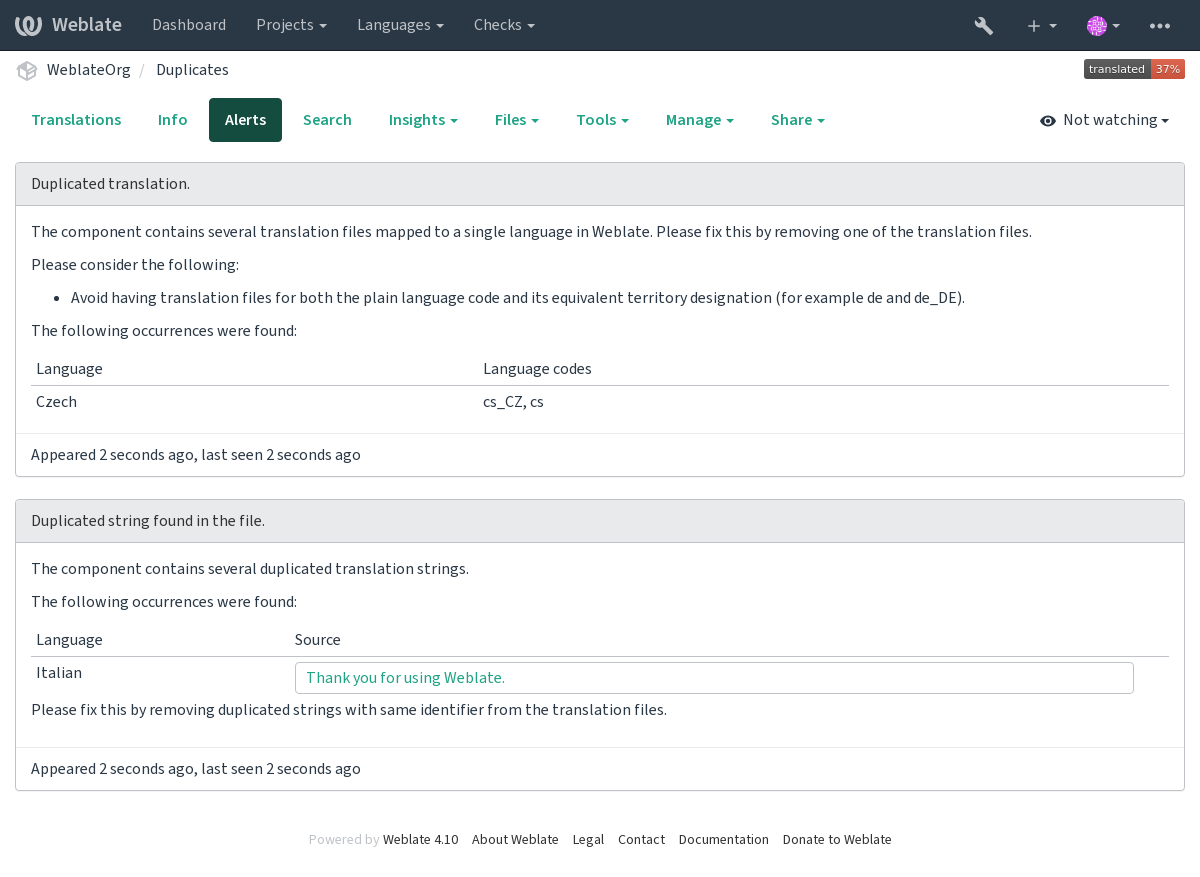 Weblate Dashboard Projects Languages Checks
WeblateOrg / Duplicates translated 37%
Translations Info Alerts Search Insights Files Tools Manage Share Not watching
Duplicated translation.
The component contains several translation files mapped to a single language in Weblate. Please fix this by removing one of the translation files.
Please consider the following:
• Avoid having translation files for both the plain language code and its equivalent territory designation (for example de and de_DE).
The following occurrences were found:
Language Language codes
Czech cs_CZ, cs
Appeared 2 seconds ago, last seen 2 seconds ago
Duplicated string found in the file.
The component contains several duplicated translation strings.
The following occurrences were found:
Language Source
Italian Thank you for using Weblate.
Please fix this by removing duplicated strings with same identifier from the translation files.
Appeared 2 seconds ago, last seen 2 seconds ago
Powered by Weblate 4.10 About Weblate Legal Contact Documentation Donate to Weblate